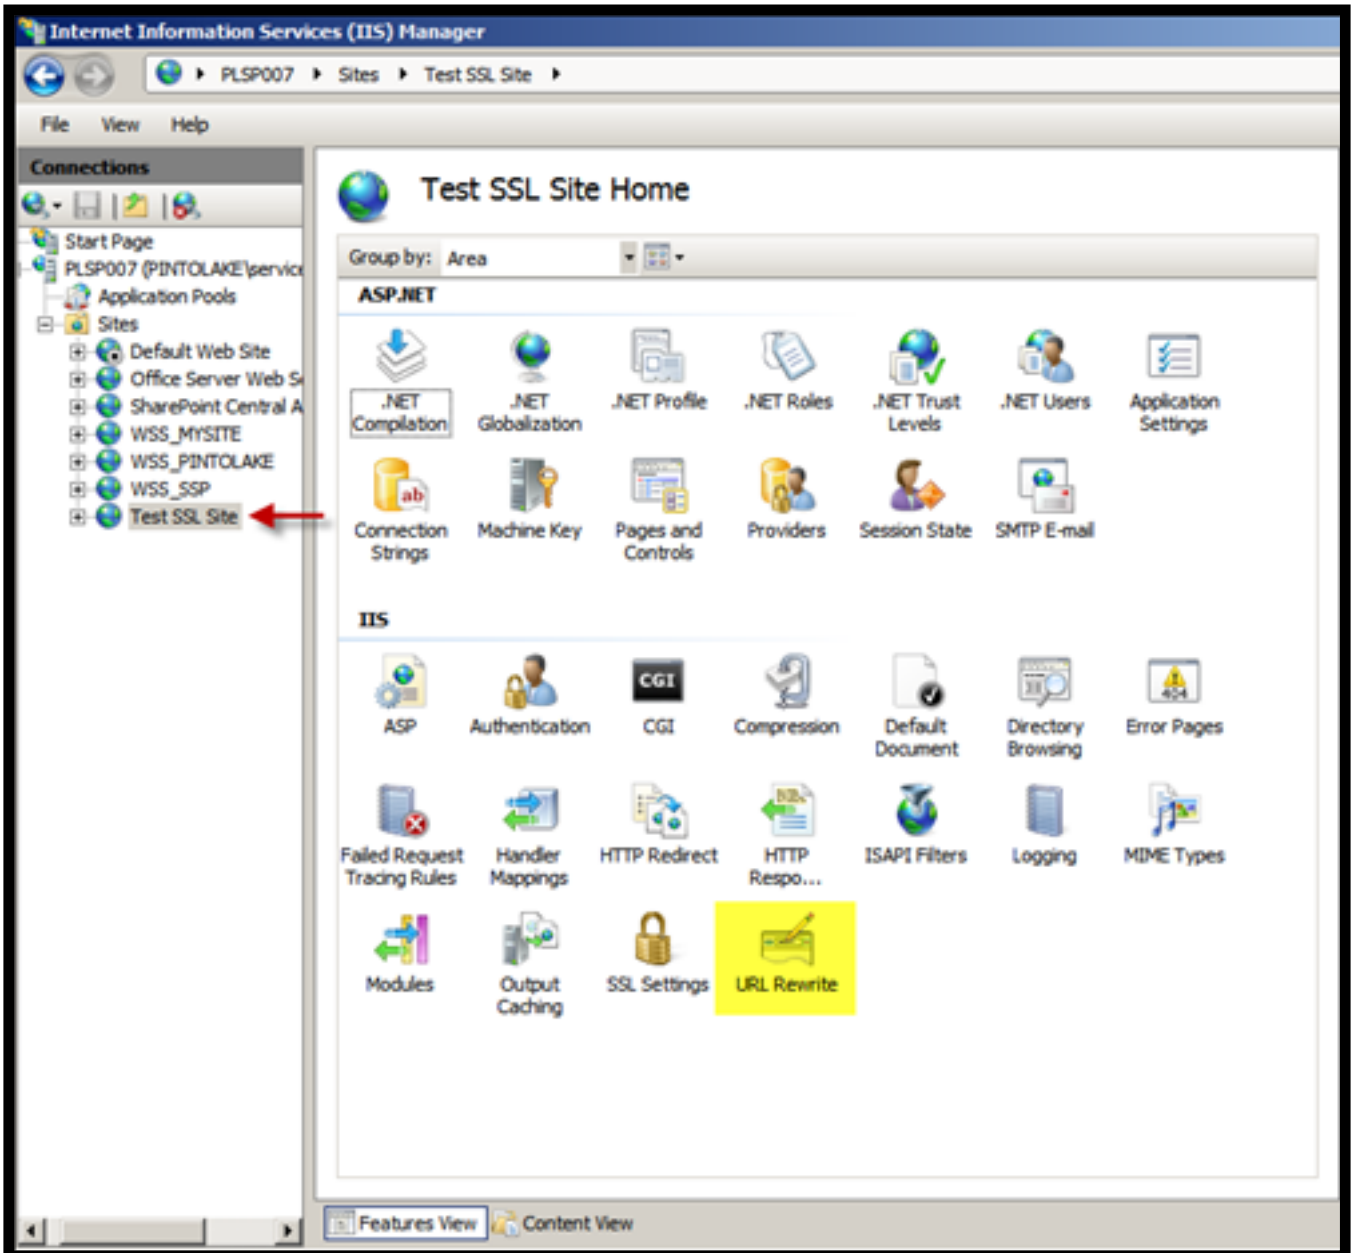 Internet Information Services (IIS) Manager
PLSP007 Sites Test SSL Site
File View Help
Connections
Start Page
PLSP007 (PINTOLAKE\service
Application Pools
Sites
Default Web Site
Office Server Web S
SharePoint Central A
WSS_MYSITE
WSS_PINTOLAKE
WSS_SSP
Test SSL Site
Test SSL Site Home
Group by: Area
ASP.NET
.NET Compilation
.NET Globalization
.NET Profile
.NET Roles
.NET Trust Levels
.NET Users
Application Settings
ab
Connection Strings
Machine Key
Pages and Controls
Providers
Session State
SMTP E-mail
IIS
ASP
Authentication
CGI
CGI
Compression
Default Document
Directory Browsing
404
Error Pages
Failed Request Tracing Rules
Handler Mappings
HTTP Redirect
HTTP Respo...
ISAPI Filters
Logging
MIME Types
Modules
Output Caching
SSL Settings
URL Rewrite
Features View
Content View